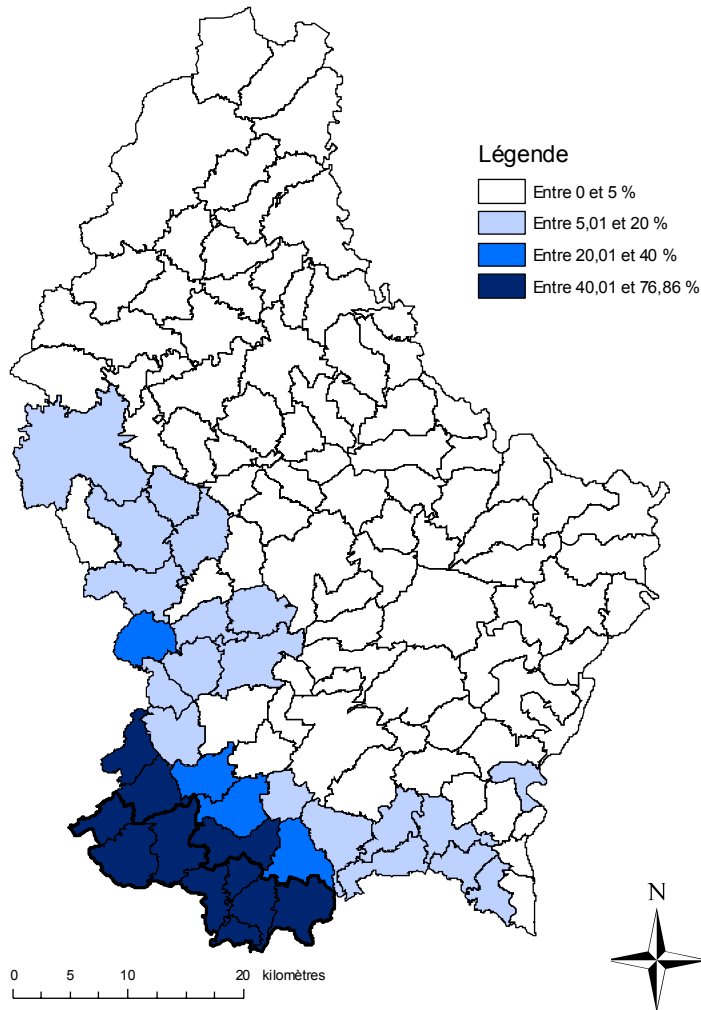 Légende
Entre 0 et 5 %
Entre 5,01 et 20 %
Entre 20,01 et 40 %
Entre 40,01 et 76,86 %
N
0 5 10 20 kilomètres